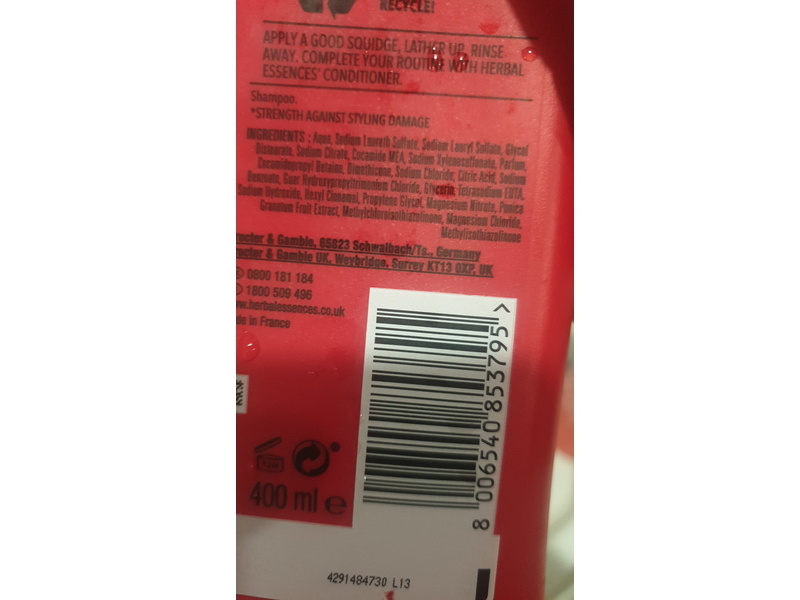 RECYCLE!
APPLY A GOOD SQUIDGE, LATHER UP, RINSE
AWAY. COMPLETE YOUR ROUTINE WITH HERBAL
ESSENCES' CONDITIONER.
Shampoo.
*STRENGTH AGAINST STYLING DAMAGE
INGREDIENTS : Aqua, Sodium Laureth Sulfate, Sodium Lauryl Sulfate, Glycol
Distearate, Sodium Citrate, Cocamide MEA, Sodium Xylenesulfonate, Parfum,
Cocamidopropyl Betaine, Dimethicone, Sodium Chloride, Citric Acid, Sodium
Benzoate, Guar Hydroxypropyltrimonium Chloride, Glycerin, Tetrasodium EDTA,
Sodium Hydroxide, Hexyl Cinnamal, Propylene Glycol, Magnesium Nitrate, Punica
Granatum Fruit Extract, Methylchloroisothiazolinone, Magnesium Chloride,
Methylisothiazolinone
octer & Gamble, 65823 Schwalbach/Ts., Germany
octer & Gamble UK, Weybridge, Surrey KT13 0XP, UK
0800 181 184
1800 509 496
w.herbalessences.co.uk
de in France
400 ml e
8 006540 853795 >
4291484730 L13